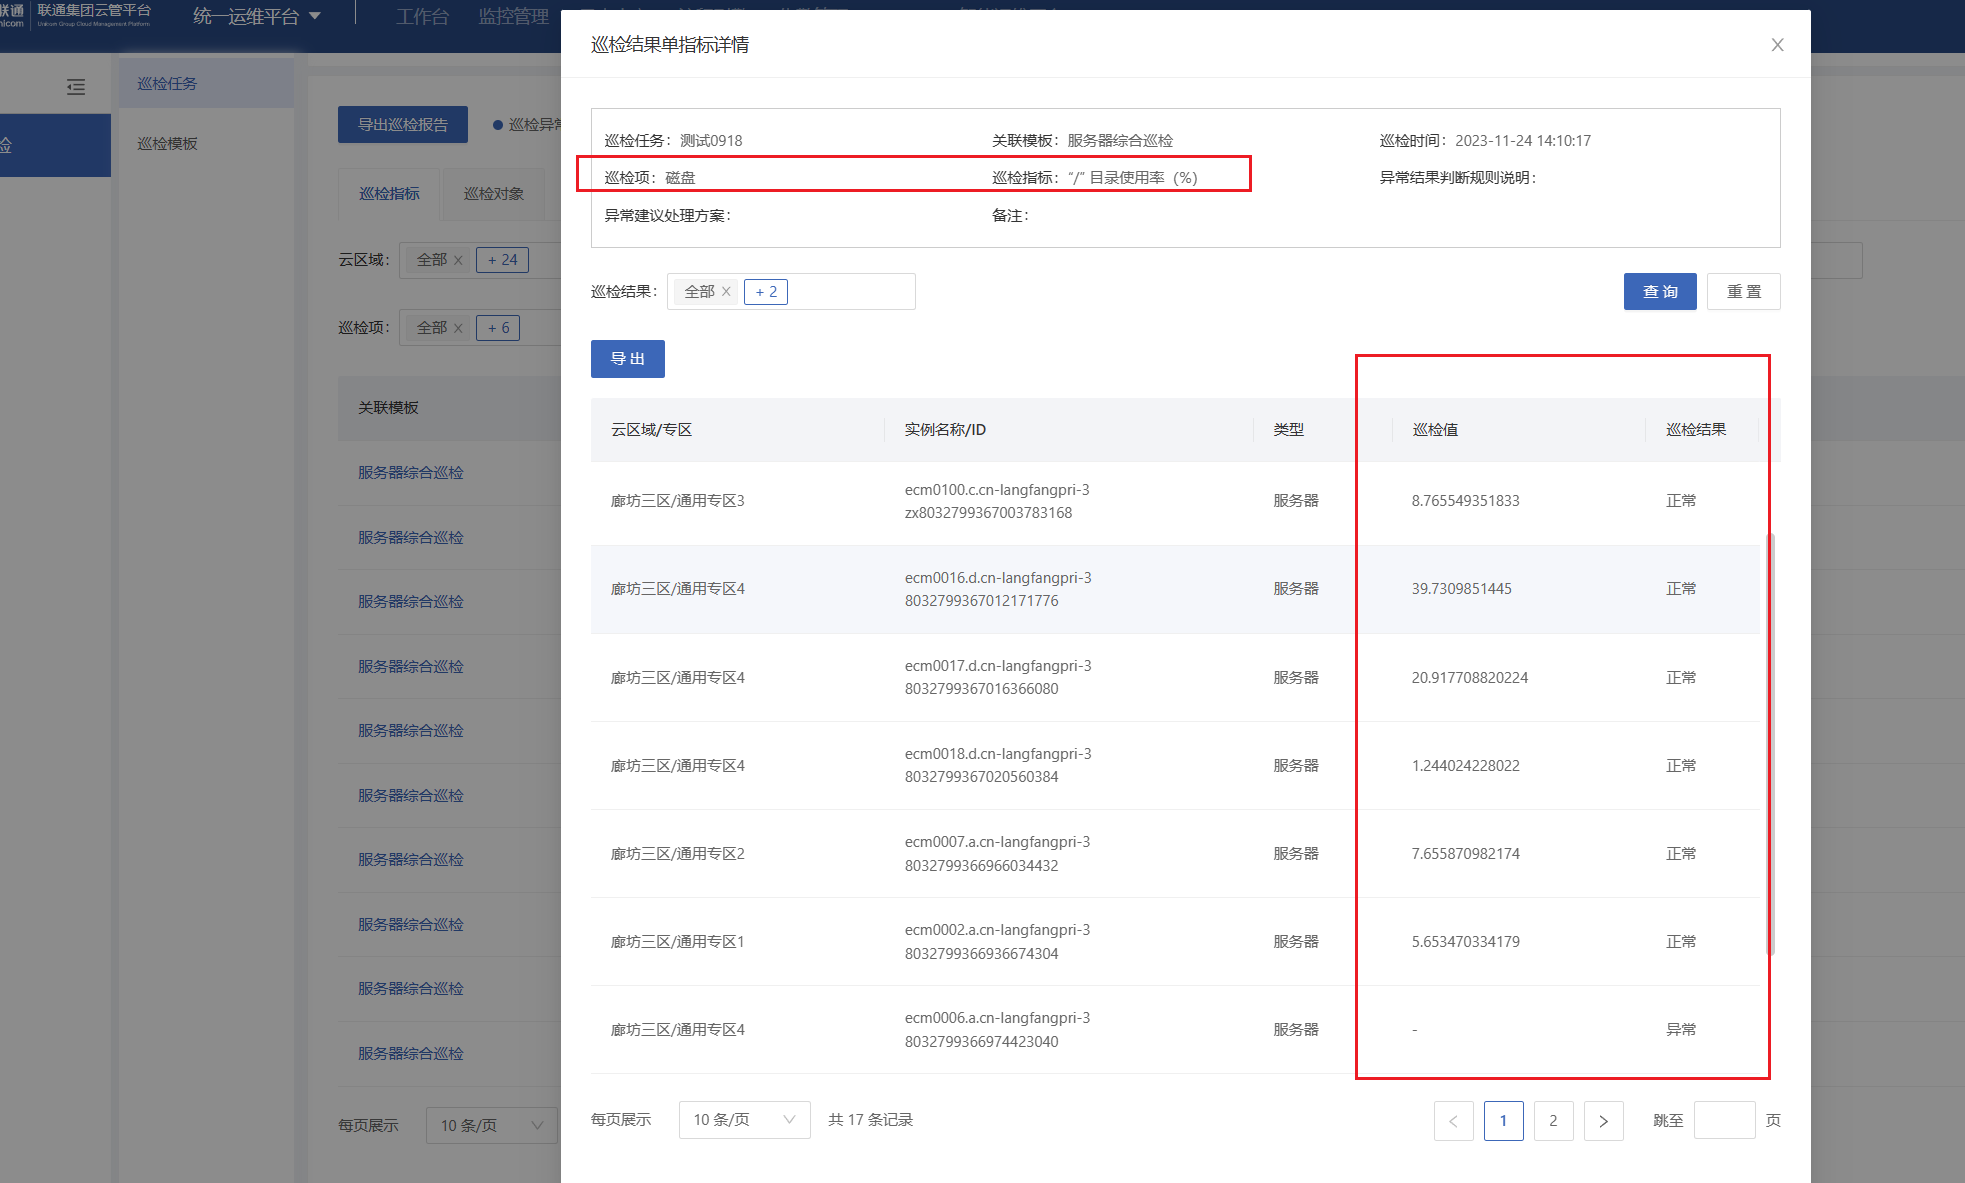 联通 联通集团云管平台 统一运维平台 工作台 监控管理
nicom Unicom Group Cloud Management Platform
巡检任务
巡检模板
检
导出巡检报告 巡检异常
巡检指标 巡检对象
云区域： 全部 + 24
巡检项： 全部 + 6
关联模板
服务器综合巡检
服务器综合巡检
服务器综合巡检
服务器综合巡检
服务器综合巡检
服务器综合巡检
服务器综合巡检
服务器综合巡检
服务器综合巡检
服务器综合巡检
每页展示 10 条/页
巡检结果单指标详情
巡检任务： 测试0918 关联模板： 服务器综合巡检 巡检时间： 2023-11-24 14:10:17
巡检项： 磁盘 巡检指标： “/” 目录使用率（%） 异常结果判断规则说明：
异常建议处理方案： 备注：
巡检结果： 全部 + 2 查 询 重 置
导 出
云区域/专区 实例名称/ID 类型 巡检值 巡检结果
廊坊三区/通用专区3 ecm0100.c.cn-langfangpri-3 服务器 8.765549351833 正常
zx8032799367003783168
廊坊三区/通用专区4 ecm0016.d.cn-langfangpri-3 服务器 39.7309851445 正常
8032799367012171776
廊坊三区/通用专区4 ecm0017.d.cn-langfangpri-3 服务器 20.917708820224 正常
8032799367016366080
廊坊三区/通用专区4 ecm0018.d.cn-langfangpri-3 服务器 1.244024228022 正常
8032799367020560384
廊坊三区/通用专区2 ecm0007.a.cn-langfangpri-3 服务器 7.655870982174 正常
8032799366966034432
廊坊三区/通用专区1 ecm0002.a.cn-langfangpri-3 服务器 5.653470334179 正常
8032799366936674304
廊坊三区/通用专区4 ecm0006.a.cn-langfangpri-3 服务器 - 异常
8032799366974423040
每页展示 10 条/页 共 17 条记录 < 1 2 > 跳至 页